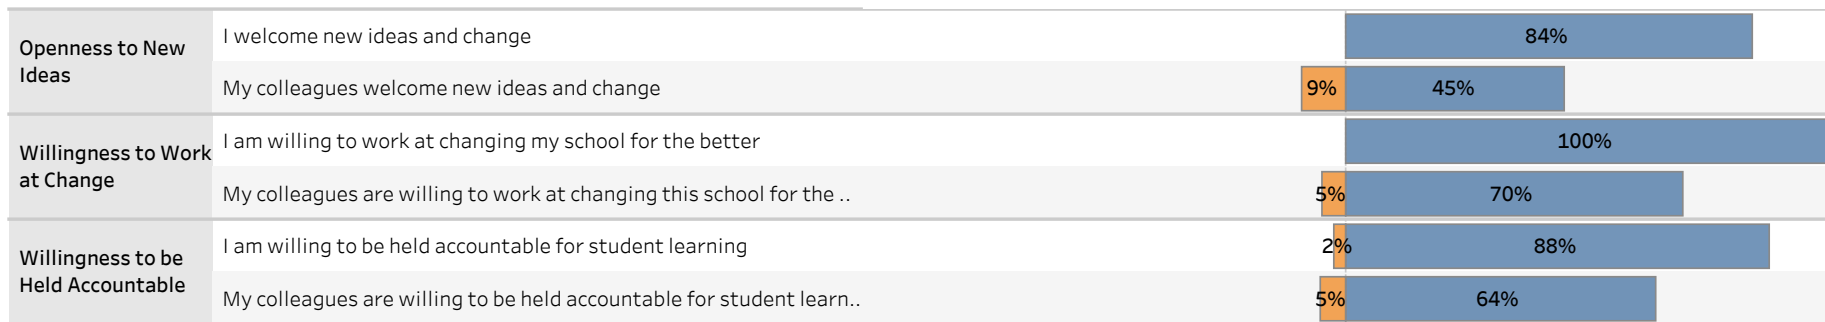 Openness to New
Ideas
I welcome new ideas and change
84%
My colleagues welcome new ideas and change
9%
45%
Willingness to Work
at Change
I am willing to work at changing my school for the better
100%
My colleagues are willing to work at changing this school for the ..
5%
70%
Willingness to be
Held Accountable
I am willing to be held accountable for student learning
2%
88%
My colleagues are willing to be held accountable for student learn..
5%
64%